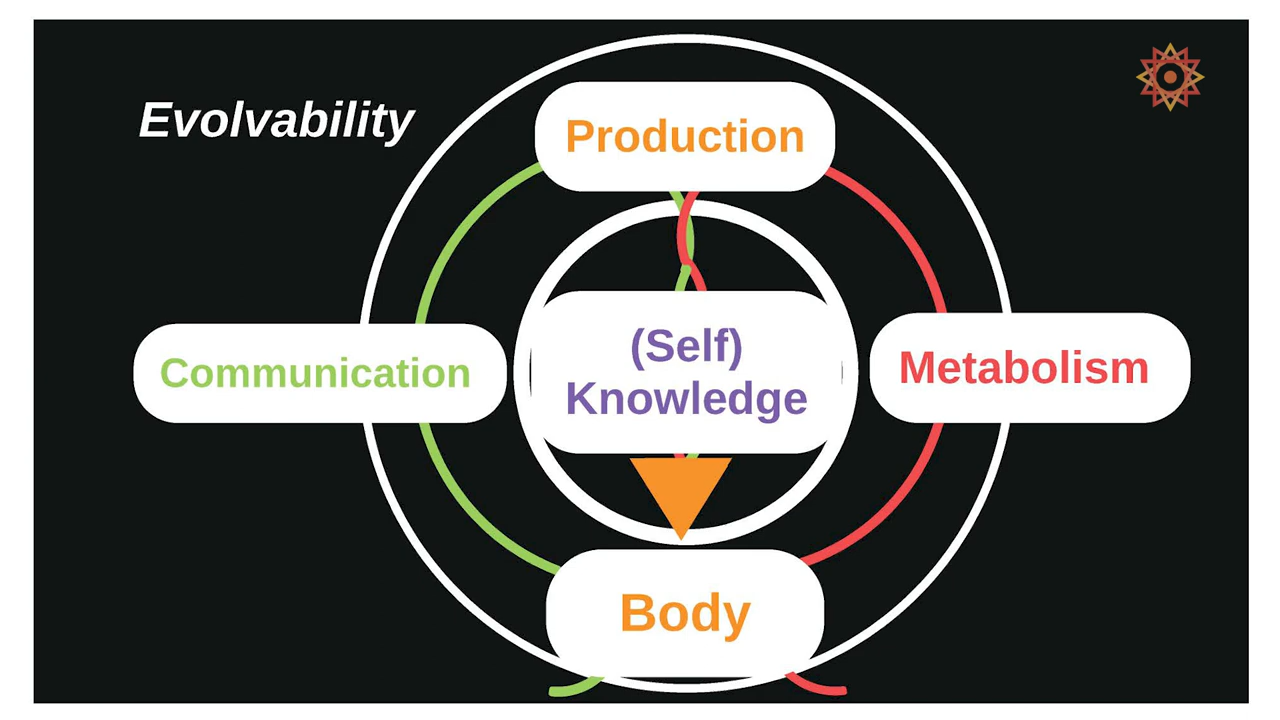 Evolvability
Production
(Self)
Knowledge
Communication
Metabolism
Body